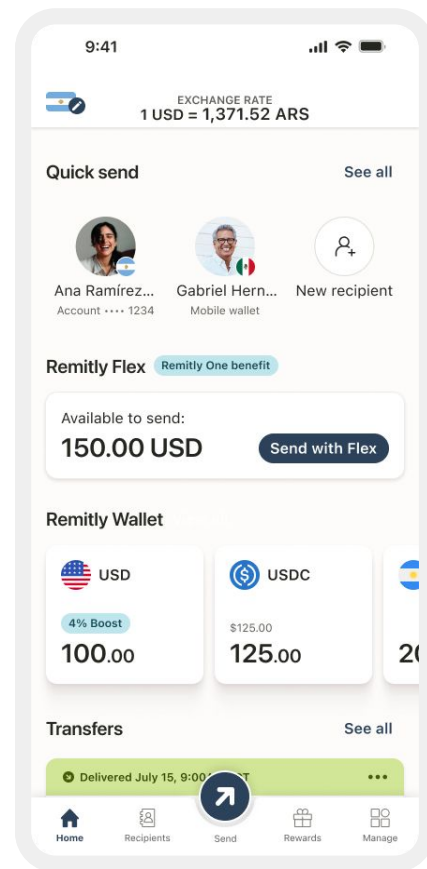 9:41
EXCHANGE RATE
1 USD = 1,371.52 ARS
Quick send See all
Ana Ramírez... Gabriel Hern... New recipient
Account •••• 1234 Mobile wallet
Remitly Flex Remitly One benefit
Available to send:
150.00 USD Send with Flex
Remitly Wallet
USD USDC
4% Boost $125.00
100.00 125.00 20
Transfers See all
Delivered July 15, 9:00 •••
Home Recipients Send Rewards Manage